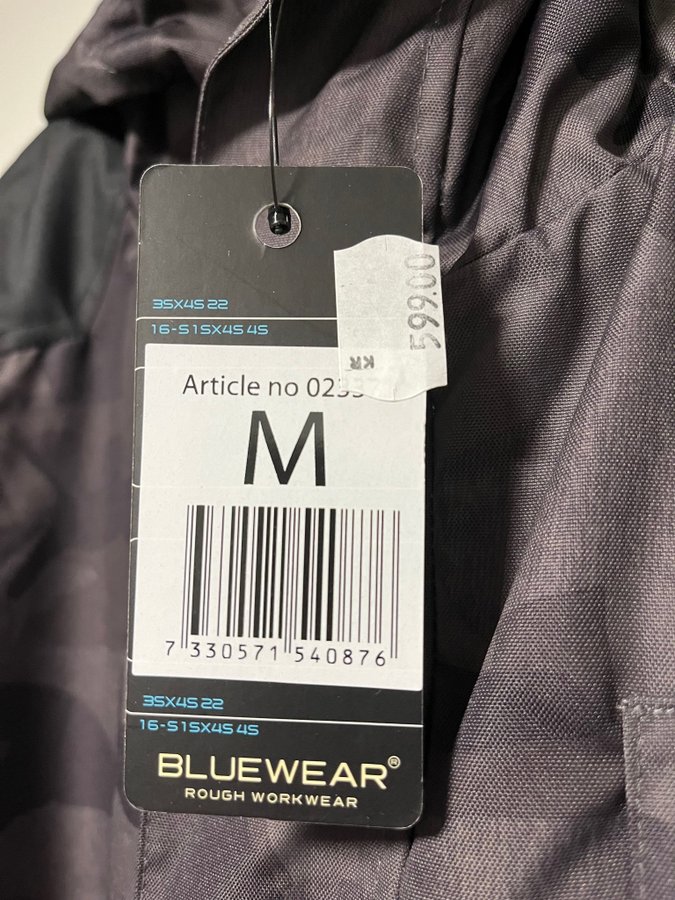 3SX4S 22
16-S1SX4S 4S
599.00
KR
Article no 0233
M
7 330571 540876
3SX4S 22
16-S1SX4S 4S
BLUEWEAR®
ROUGH WORKWEAR